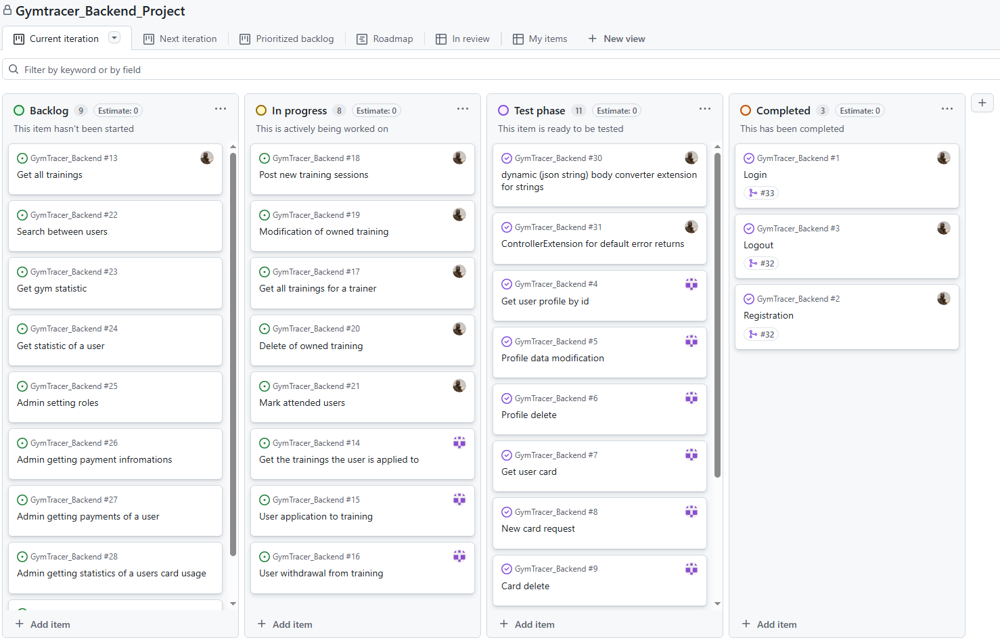 Gymtracer_Backend_Project
Current iteration
Next iteration
Prioritized backlog
Roadmap
In review
My items
New view
Filter by keyword or by field
Backlog 9 Estimate: 0
This item hasn't been started
GymTracer_Backend #13
Get all trainings
GymTracer_Backend #22
Search between users
GymTracer_Backend #23
Get gym statistic
GymTracer_Backend #24
Get statistic of a user
GymTracer_Backend #25
Admin setting roles
GymTracer_Backend #26
Admin getting payment infromations
GymTracer_Backend #27
Admin getting payments of a user
GymTracer_Backend #28
Admin getting statistics of a users card usage
Add item
In progress 8 Estimate: 0
This is actively being worked on
GymTracer_Backend #18
Post new training sessions
GymTracer_Backend #19
Modification of owned training
GymTracer_Backend #17
Get all trainings for a trainer
GymTracer_Backend #20
Delete of owned training
GymTracer_Backend #21
Mark attended users
GymTracer_Backend #14
Get the trainings the user is applied to
GymTracer_Backend #15
User application to training
GymTracer_Backend #16
User withdrawal from training
Add item
Test phase 11 Estimate: 0
This item is ready to be tested
GymTracer_Backend #30
dynamic (json string) body converter extension
for strings
GymTracer_Backend #31
ControllerExtension for default error returns
GymTracer_Backend #4
Get user profile by id
GymTracer_Backend #5
Profile data modification
GymTracer_Backend #6
Profile delete
GymTracer_Backend #7
Get user card
GymTracer_Backend #8
New card request
GymTracer_Backend #9
Card delete
Add item
Completed 3 Estimate: 0
This has been completed
GymTracer_Backend #1
Login
#33
GymTracer_Backend #3
Logout
#32
GymTracer_Backend #2
Registration
#32
Add item